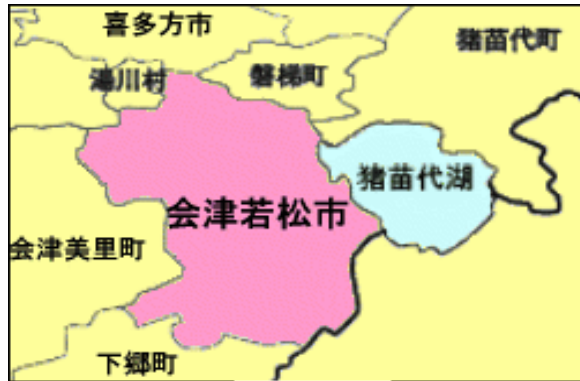 喜多方市
猪苗代町
湯川村
磐梯町
猪苗代湖
会津若松市
会津美里町
下郷町